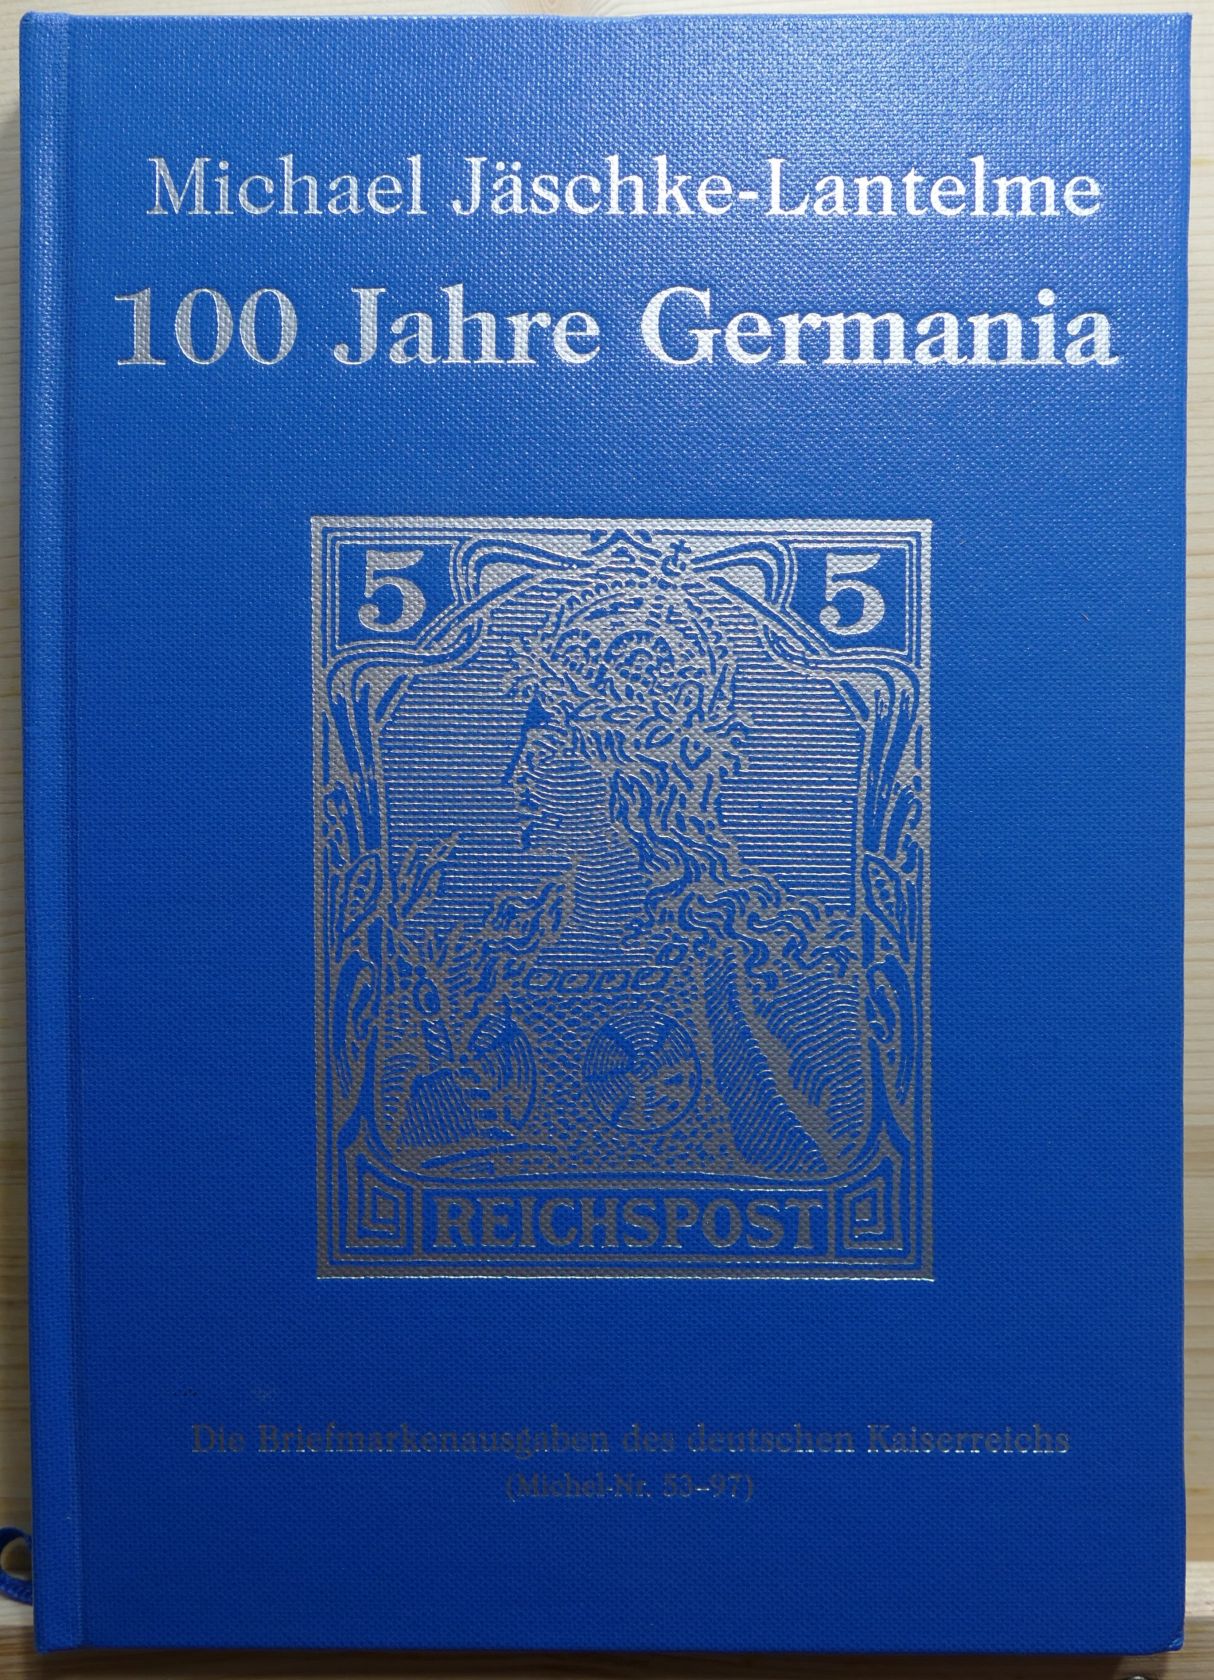 Michael Jäschke-Lantelme
100 Jahre Germania
5 5
REICHSPOST
Die Briefmarkenausgaben des deutschen Kaiserreichs
(Michel-Nr. 53–97)